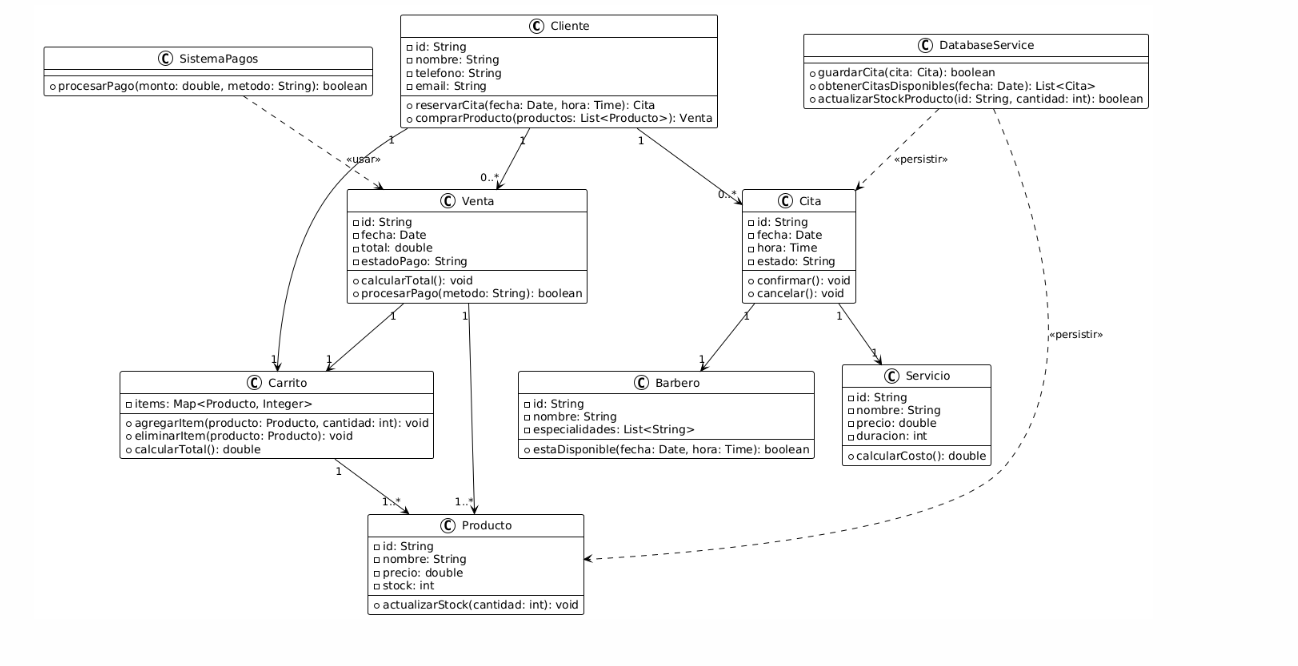 C Cliente
id: String
nombre: String
telefono: String
email: String
reservarCita(fecha: Date, hora: Time): Cita
comprarProducto(productos: List<Producto>): Venta
C SistemaPagos
procesarPago(monto: double, metodo: String): boolean
C DatabaseService
guardarCita(cita: Cita): boolean
obtenerCitasDisponibles(fecha: Date): List<Cita>
actualizarStockProducto(id: String, cantidad: int): boolean
1
1
1
«usar»
«persistir»
0..*
0..*
C Venta
id: String
fecha: Date
total: double
estadoPago: String
calcularTotal(): void
procesarPago(metodo: String): boolean
C Cita
id: String
fecha: Date
hora: Time
estado: String
confirmar(): void
cancelar(): void
1
1
1
1
«persistir»
1
1
1
1
C Carrito
items: Map<Producto, Integer>
agregarItem(producto: Producto, cantidad: int): void
eliminarItem(producto: Producto): void
calcularTotal(): double
C Barbero
id: String
nombre: String
especialidades: List<String>
estaDisponible(fecha: Date, hora: Time): boolean
C Servicio
id: String
nombre: String
precio: double
duracion: int
calcularCosto(): double
1
1..*
1..*
C Producto
id: String
nombre: String
precio: double
stock: int
actualizarStock(cantidad: int): void